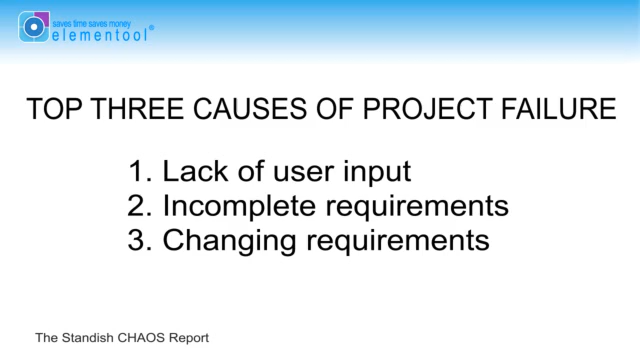 saves time saves money
elementool®
TOP THREE CAUSES OF PROJECT FAILURE
1. Lack of user input
2. Incomplete requirements
3. Changing requirements
The Standish CHAOS Report